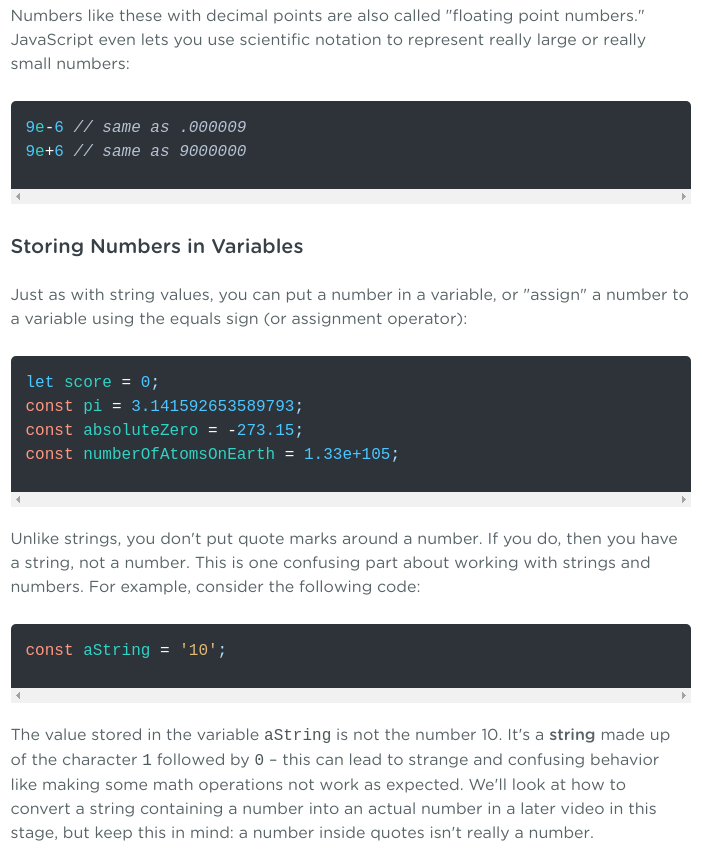 Numbers like these with decimal points are also called "floating point numbers."
JavaScript even lets you use scientific notation to represent really large or really
small numbers:
9e-6 // same as .000009
9e+6 // same as 9000000
Storing Numbers in Variables
Just as with string values, you can put a number in a variable, or "assign" a number to
a variable using the equals sign (or assignment operator):
let score = 0;
const pi = 3.141592653589793;
const absoluteZero = -273.15;
const numberOfAtomsOnEarth = 1.33e+105;
Unlike strings, you don't put quote marks around a number. If you do, then you have
a string, not a number. This is one confusing part about working with strings and
numbers. For example, consider the following code:
const aString = '10';
The value stored in the variable aString is not the number 10. It's a string made up
of the character 1 followed by 0 – this can lead to strange and confusing behavior
like making some math operations not work as expected. We'll look at how to
convert a string containing a number into an actual number in a later video in this
stage, but keep this in mind: a number inside quotes isn't really a number.